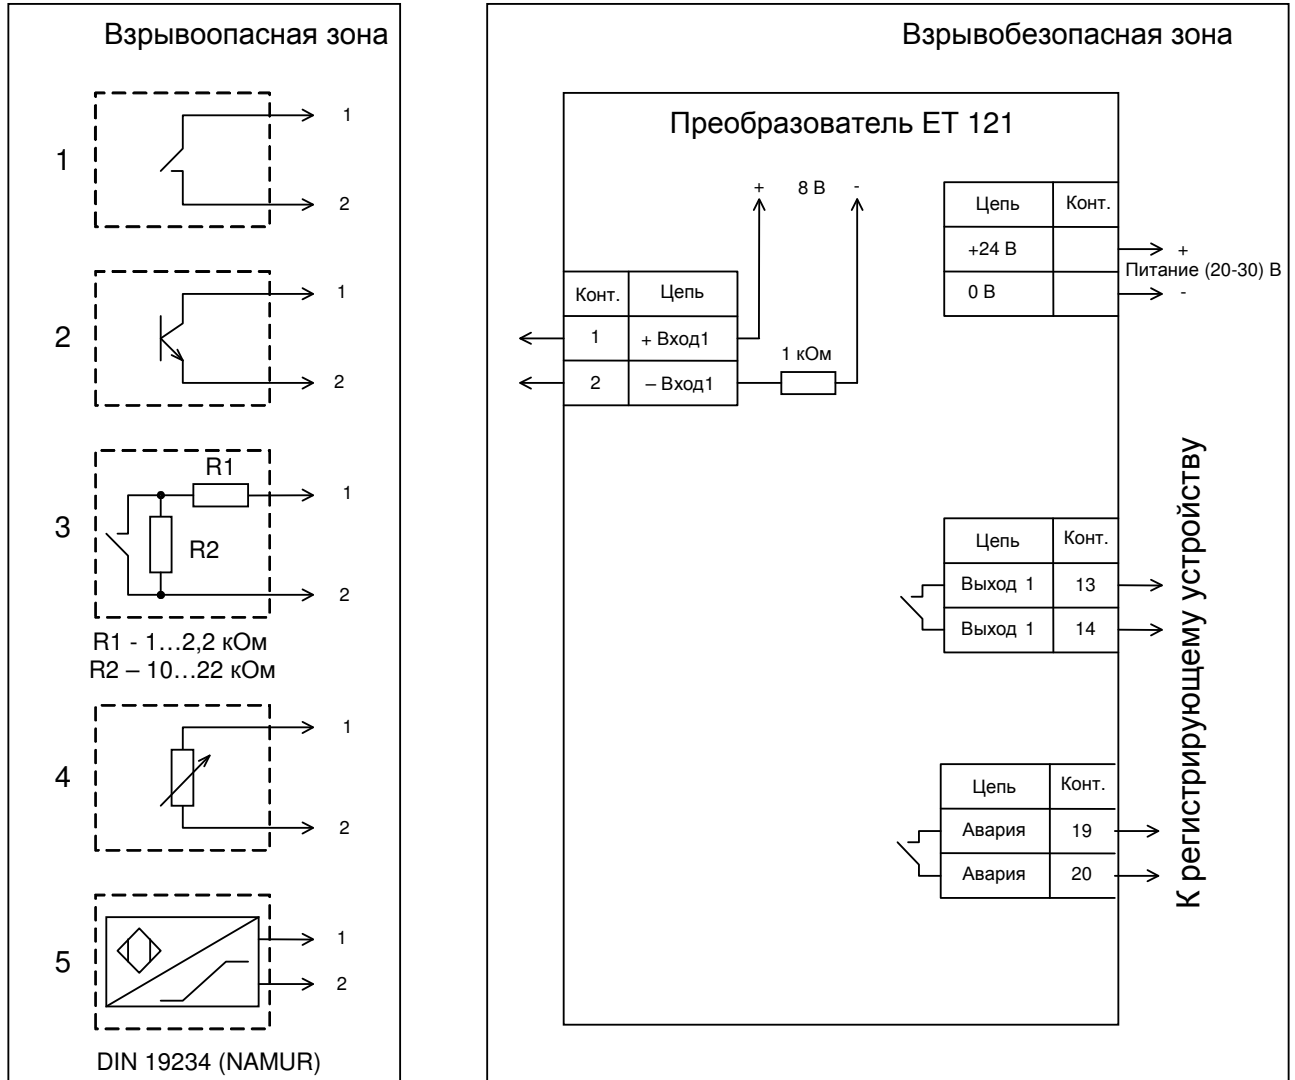 Взрывоопасная зона
1
1
2
2
1
2
3
R1
1
R2
2
R1 - 1…2,2 кОм
R2 – 10…22 кОм
4
1
2
5
1
2
DIN 19234 (NAMUR)
Взрывобезопасная зона
Преобразователь ET 121
+ 8 В -
Конт. Цепь
1 + Вход1
2 – Вход1
1 кОм
Цепь Конт.
+24 В
0 В
+
Питание (20-30) В
-
Цепь Конт.
Выход 1 13
Выход 1 14
Цепь Конт.
Авария 19
Авария 20
К регистрирующему устройству